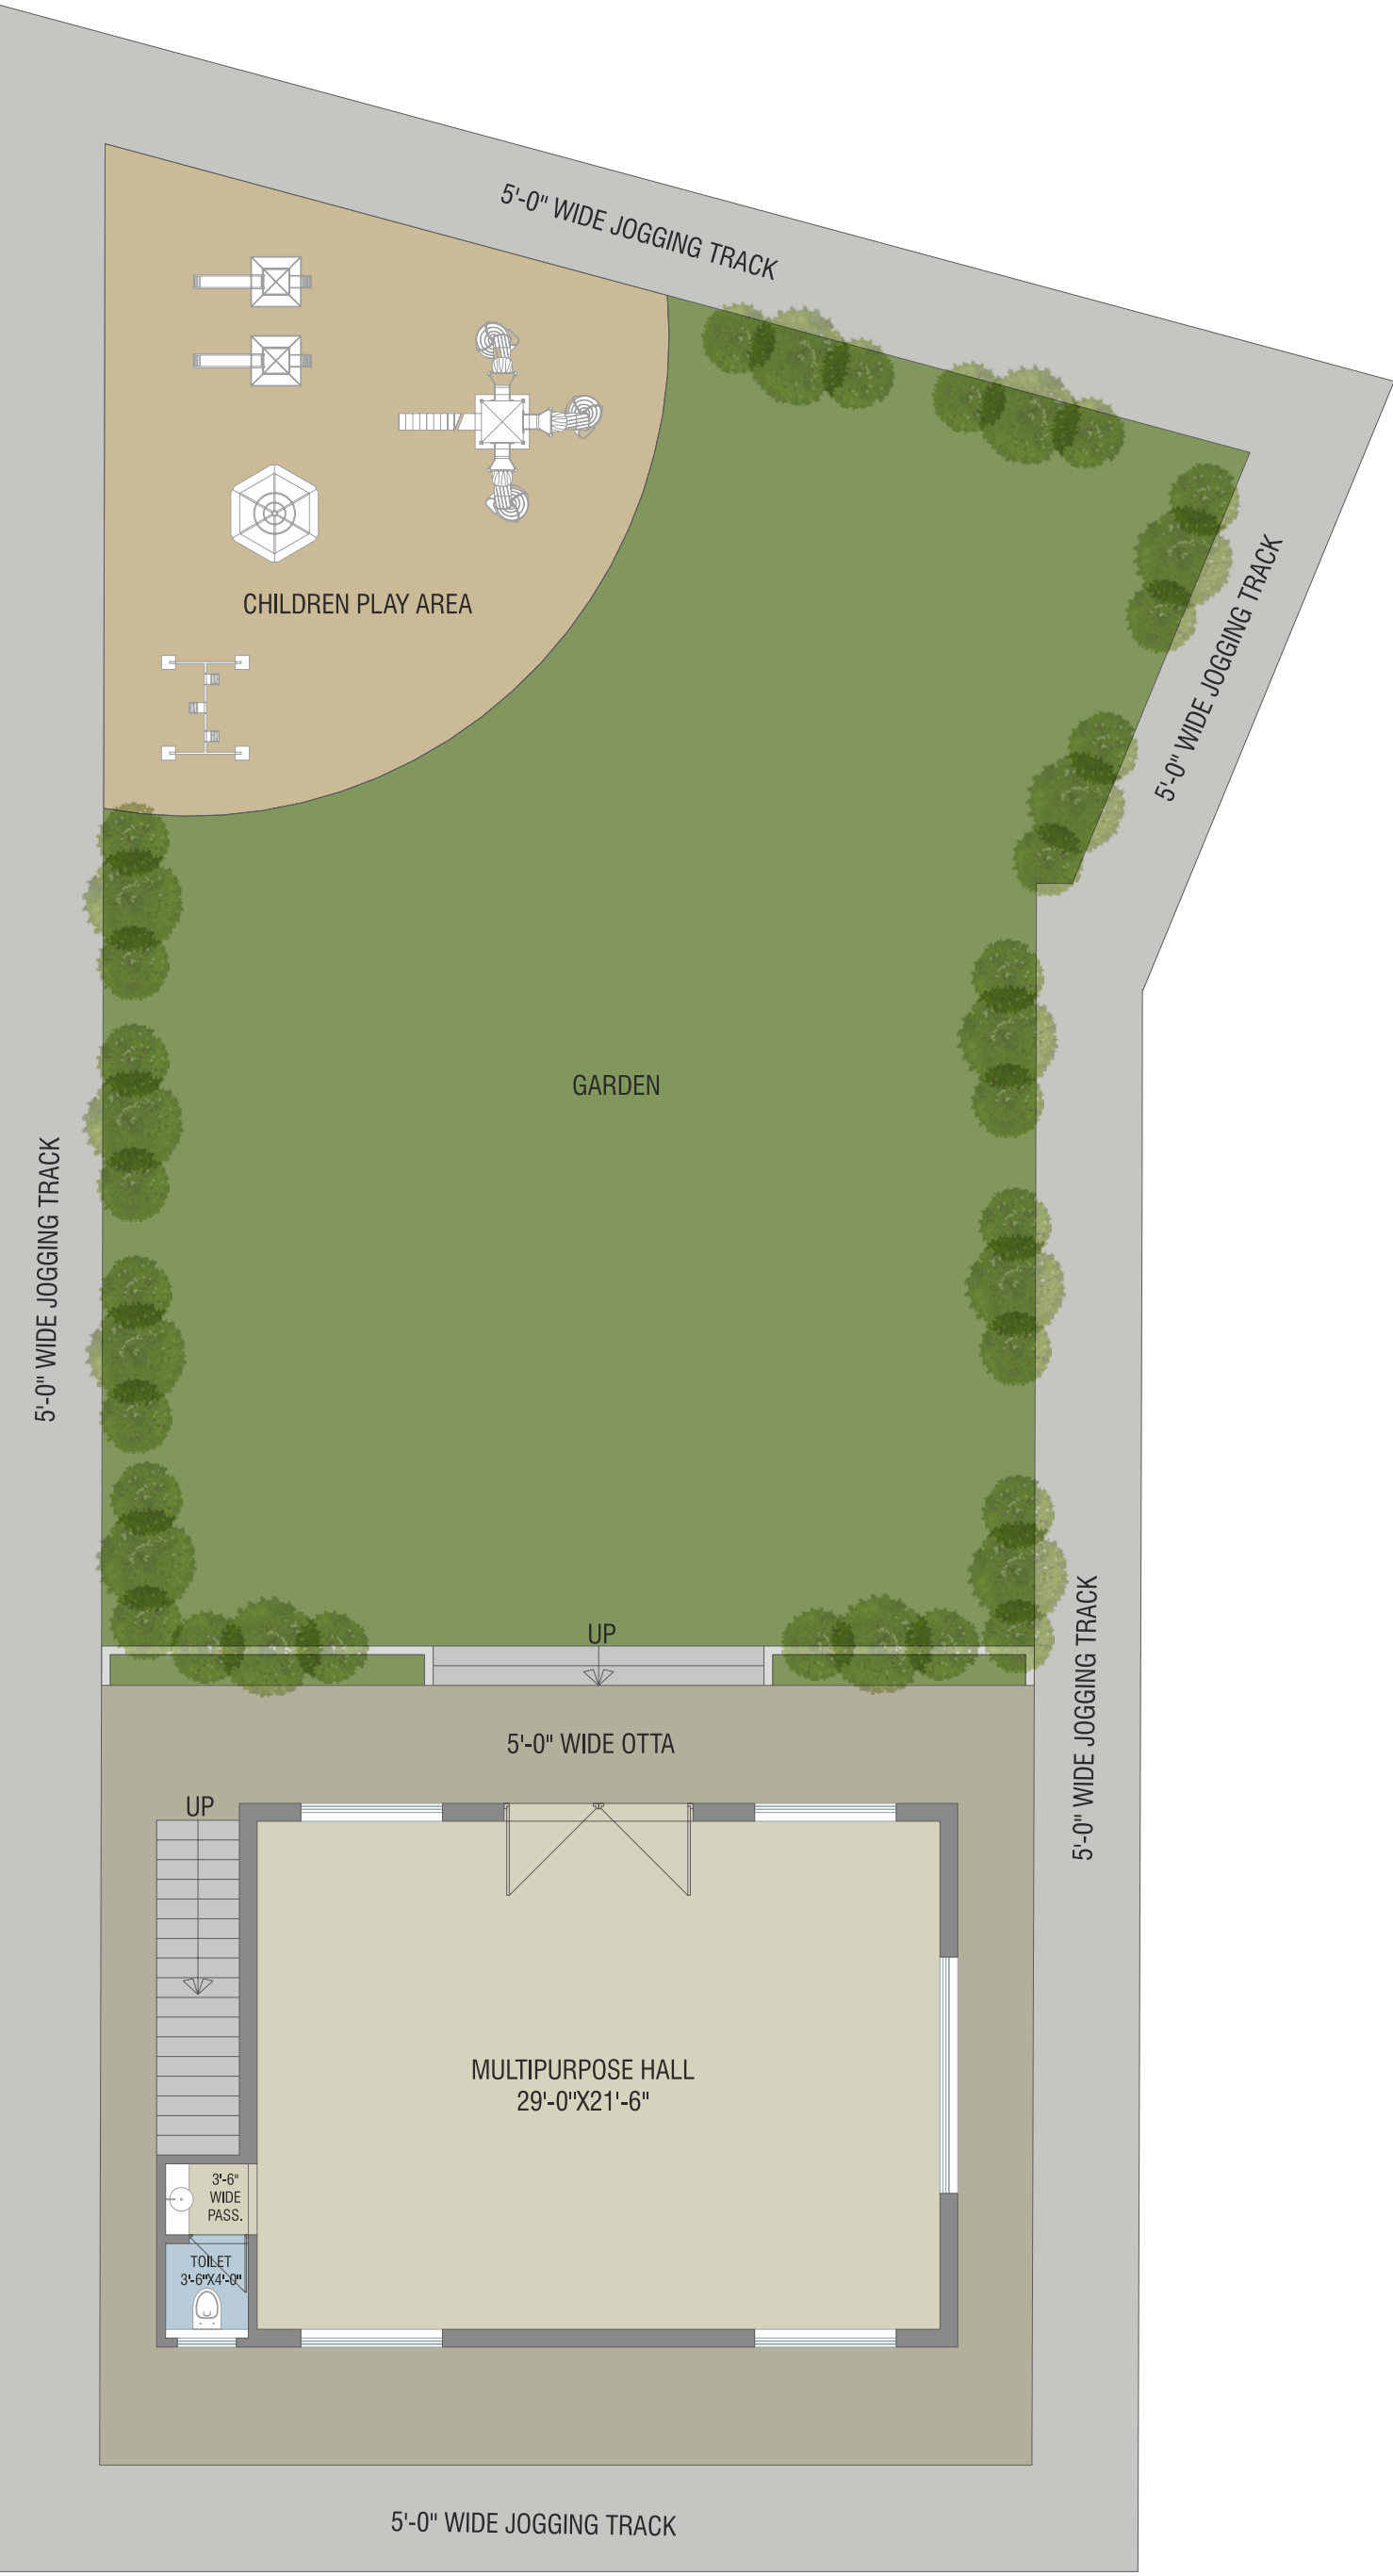 5'-0" WIDE JOGGING TRACK
5'-0" WIDE JOGGING TRACK
CHILDREN PLAY AREA
GARDEN
5'-0" WIDE JOGGING TRACK
5'-0" WIDE JOGGING TRACK
UP
5'-0" WIDE OTTA
UP
MULTIPURPOSE HALL
29'-0"X21'-6"
3'-6"
WIDE
PASS.
TOILET
3'-6"X4'-0"
5'-0" WIDE JOGGING TRACK